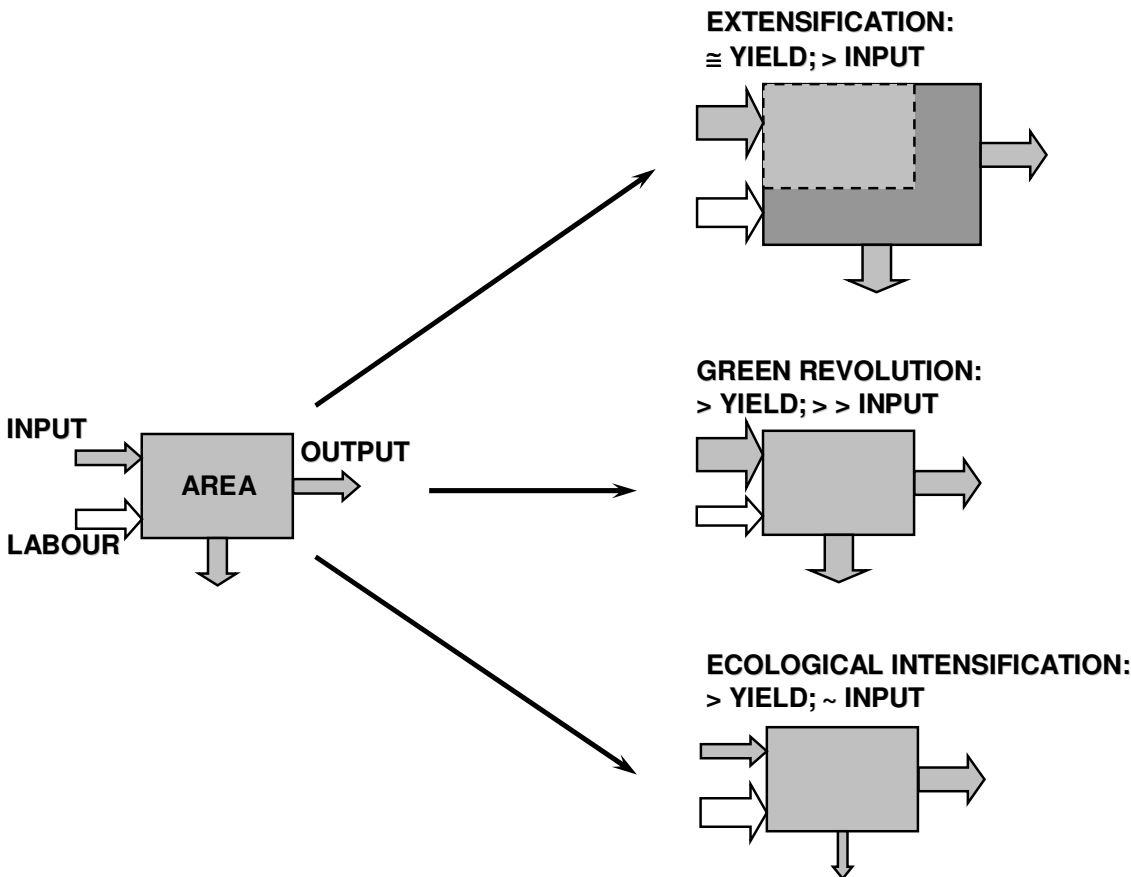 EXTENSIFICATION:
≅ YIELD; > INPUT
GREEN REVOLUTION:
> YIELD; > > INPUT
INPUT
OUTPUT
AREA
LABOUR
ECOLOGICAL INTENSIFICATION:
> YIELD; ~ INPUT